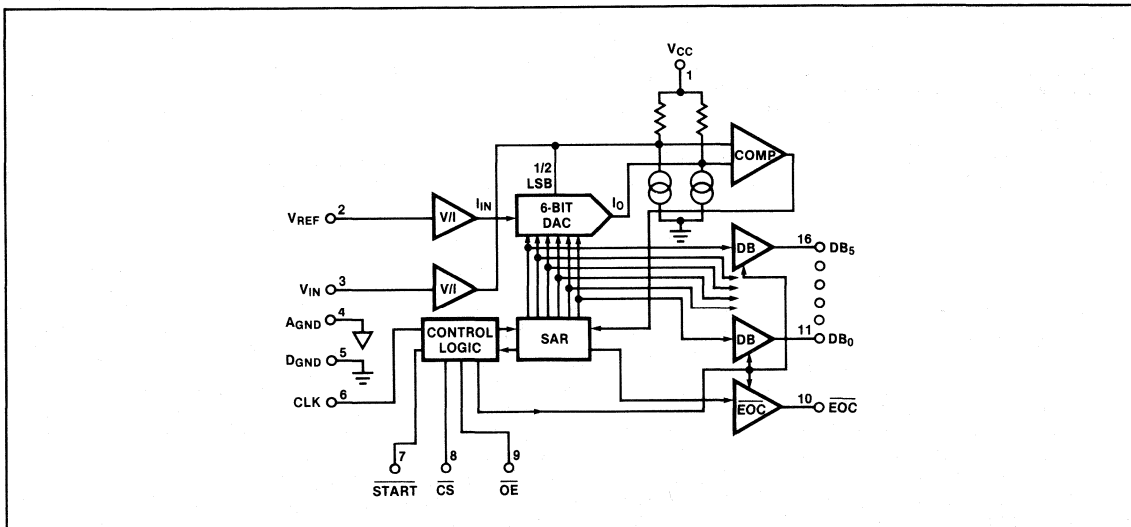 VCC
1
1/2
LSB
COMP
VREF 2
V/I
IIN
6-BIT
DAC
IO
VIN 3
V/I
DB
16 DB5
AGND 4
DGND 5
CLK 6
CONTROL
LOGIC
SAR
DB
11 DB0
EOC
10 EOC
7 8 9
START CS OE